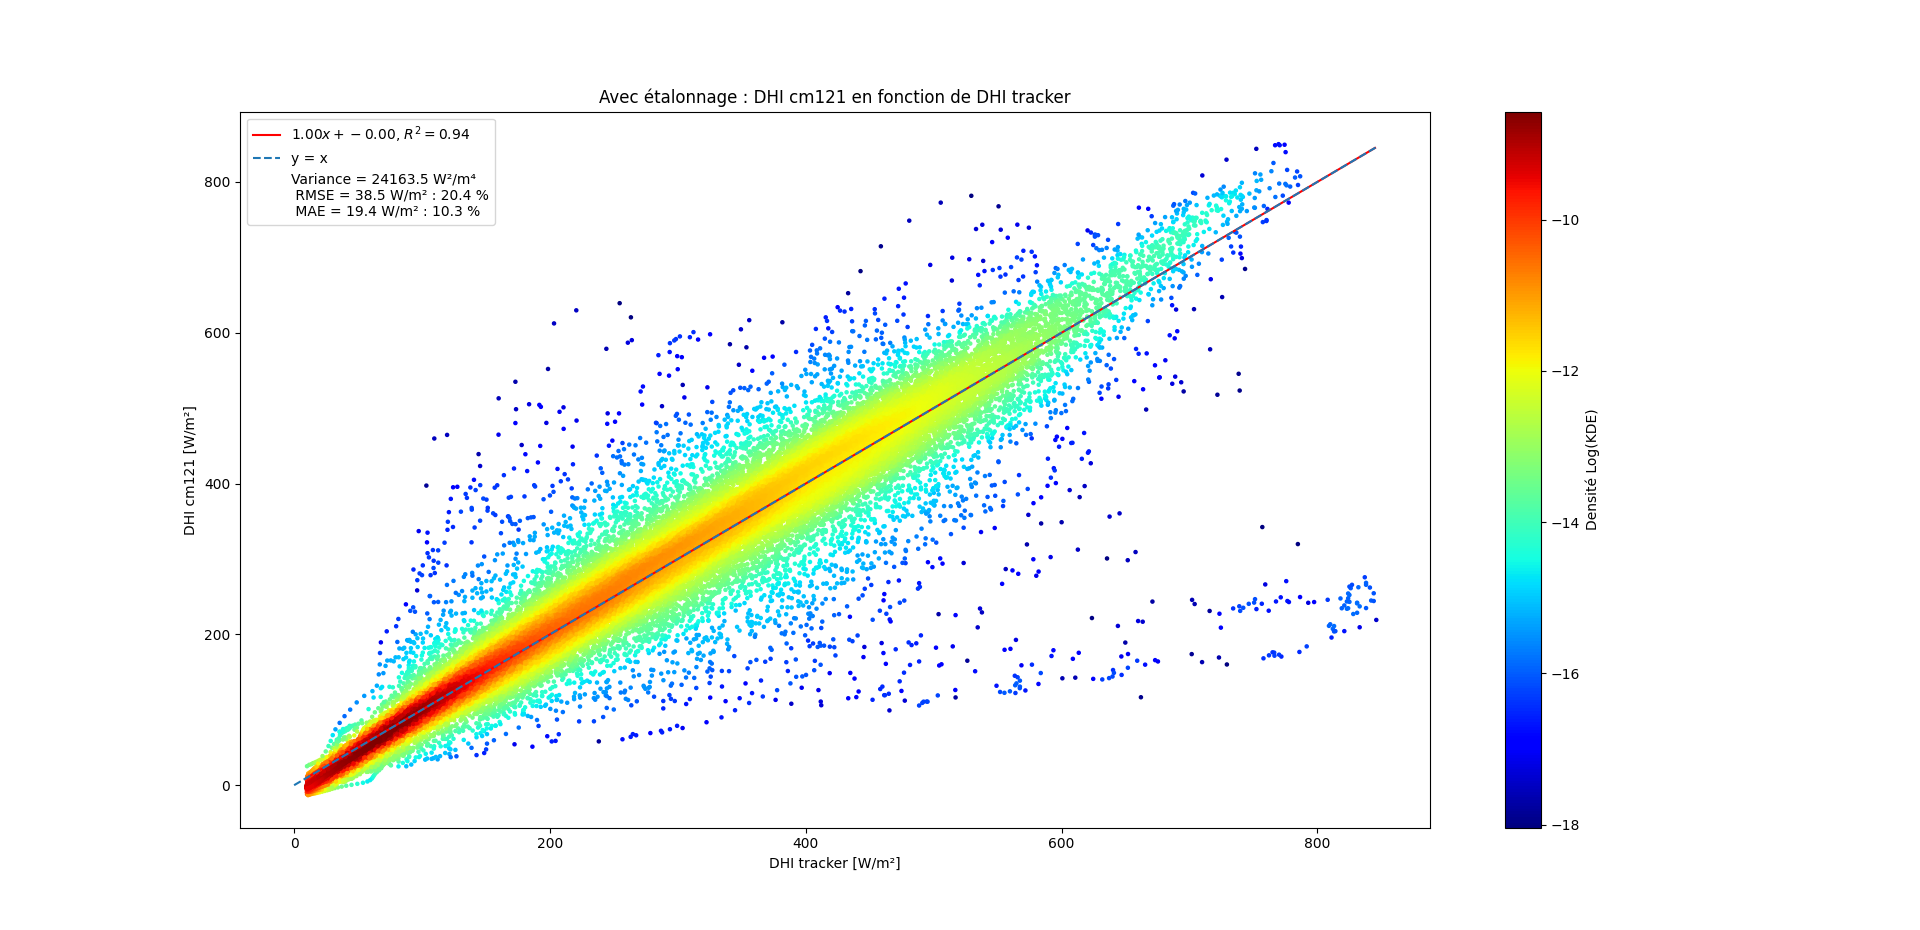 Avec étalonnage : DHI cm121 en fonction de DHI tracker
1.00x + −0.00, R² = 0.94
y = x
Variance = 24163.5 W²/m⁴
RMSE = 38.5 W/m² : 20.4 %
MAE = 19.4 W/m² : 10.3 %
DHI cm121 [W/m²]
800
600
400
200
0
0 200 400 600 800
DHI tracker [W/m²]
−10
−12
−14
−16
−18
Densité Log(KDE)